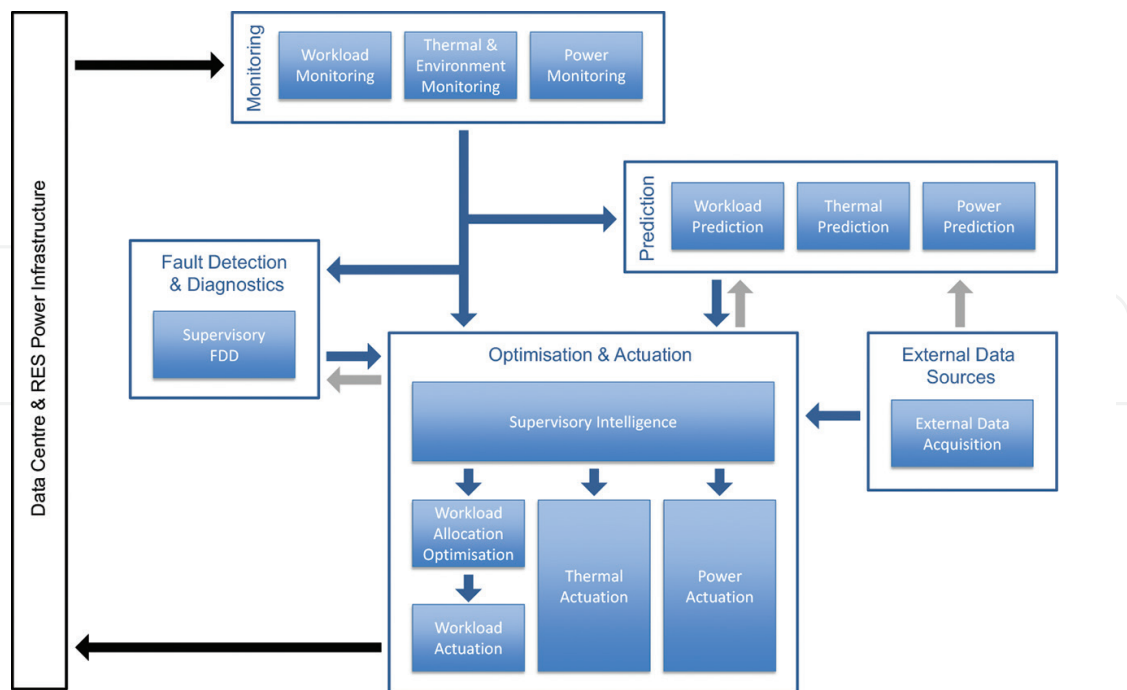 Data Centre & RES Power Infrastructure
Monitoring
Workload
Monitoring
Thermal &
Environment
Monitoring
Power
Monitoring
Prediction
Workload
Prediction
Thermal
Prediction
Power
Prediction
Fault Detection
& Diagnostics
Supervisory
FDD
Optimisation & Actuation
Supervisory Intelligence
Workload
Allocation
Optimisation
Workload
Actuation
Thermal
Actuation
Power
Actuation
External Data
Sources
External Data
Acquisition